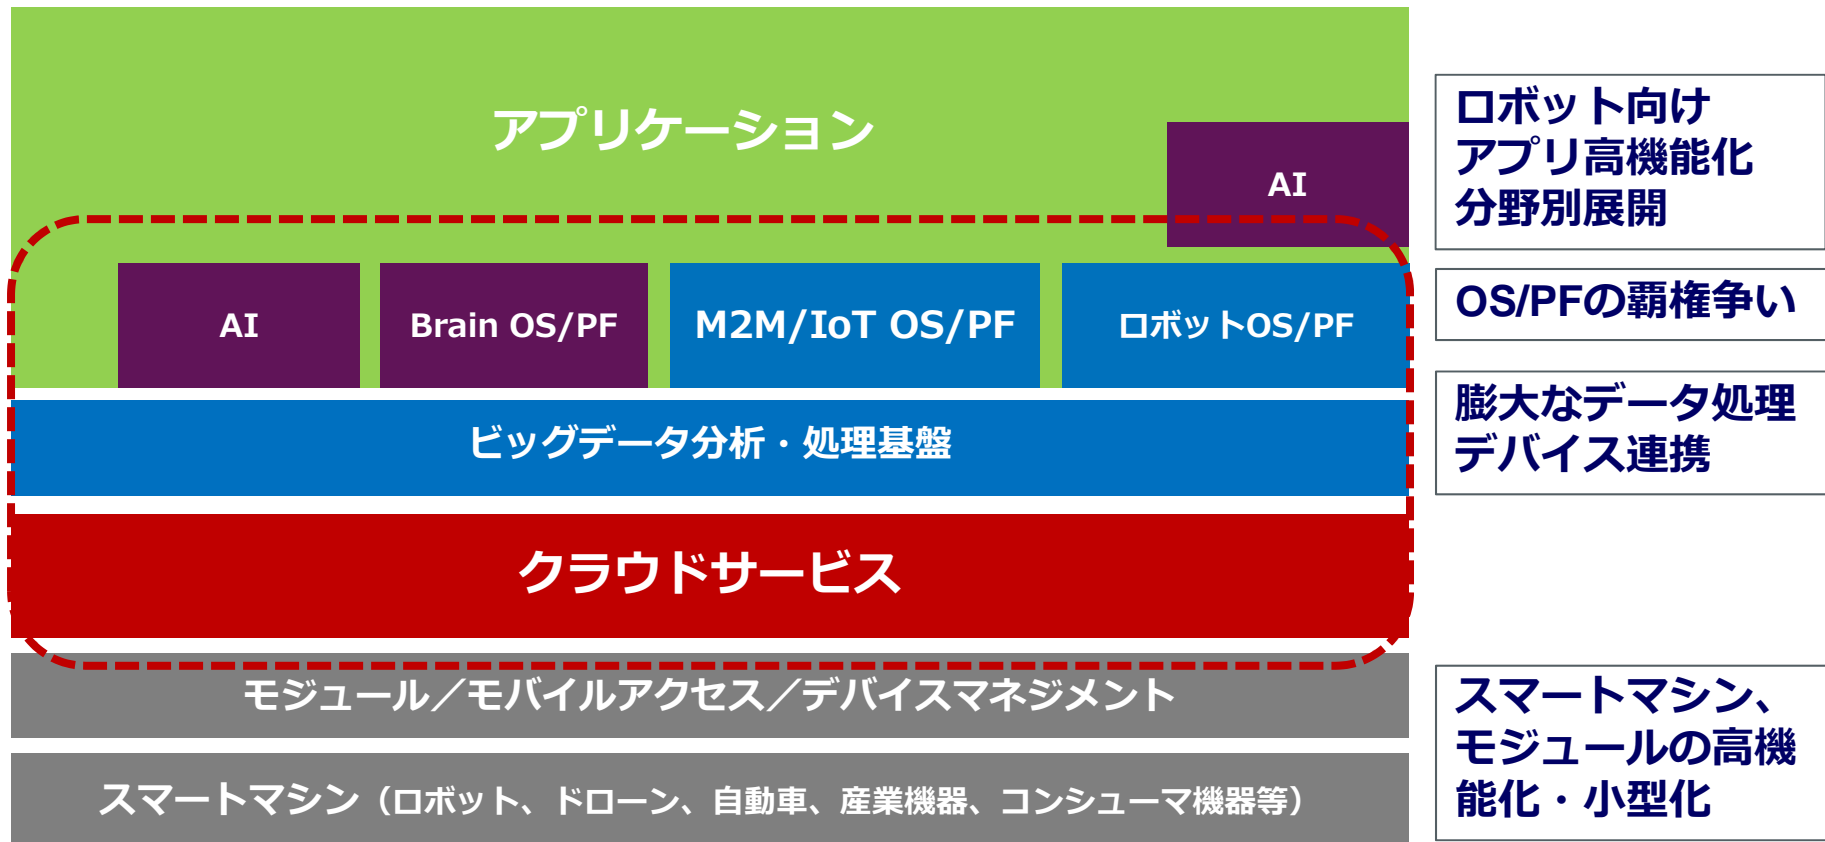 アプリケーション
AI
AI
Brain OS/PF
M2M/IoT OS/PF
ロボットOS/PF
ビッグデータ分析・処理基盤
クラウドサービス
モジュール／モバイルアクセス／デバイスマネジメント
スマートマシン（ロボット、ドローン、自動車、産業機器、コンシューマ機器等）
ロボット向け
アプリ高機能化
分野別展開
OS/PFの覇権争い
膨大なデータ処理
デバイス連携
スマートマシン、
モジュールの高機
能化・小型化